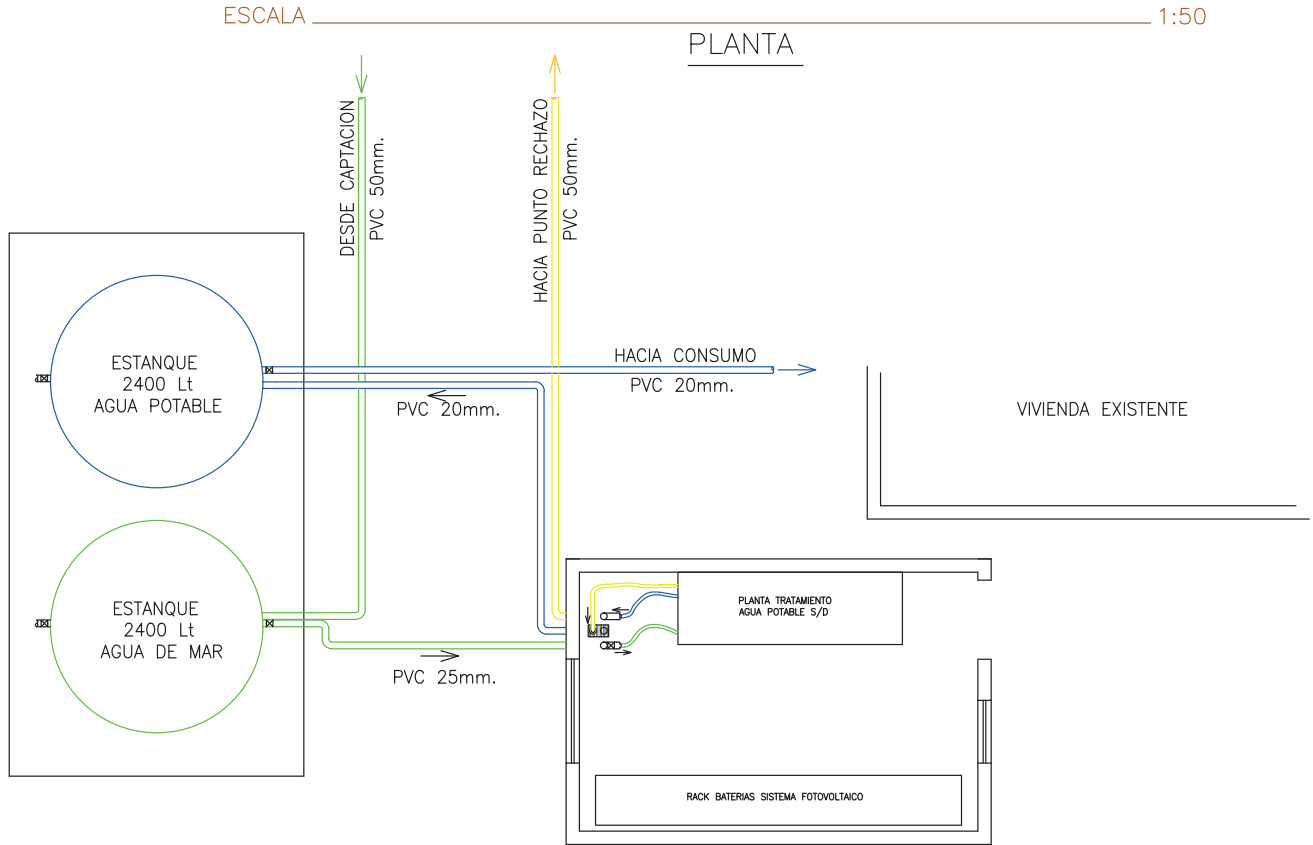 ESCALA 1:50
PLANTA
DESDE CAPTACION
PVC 50mm.
HACIA PUNTO RECHAZO
PVC 50mm.
ESTANQUE
2400 Lt
AGUA POTABLE
HACIA CONSUMO
PVC 20mm.
PVC 20mm.
VIVIENDA EXISTENTE
ESTANQUE
2400 Lt
AGUA DE MAR
PVC 25mm.
PLANTA TRATAMIENTO
AGUA POTABLE S/D
RACK BATERIAS SISTEMA FOTOVOLTAICO